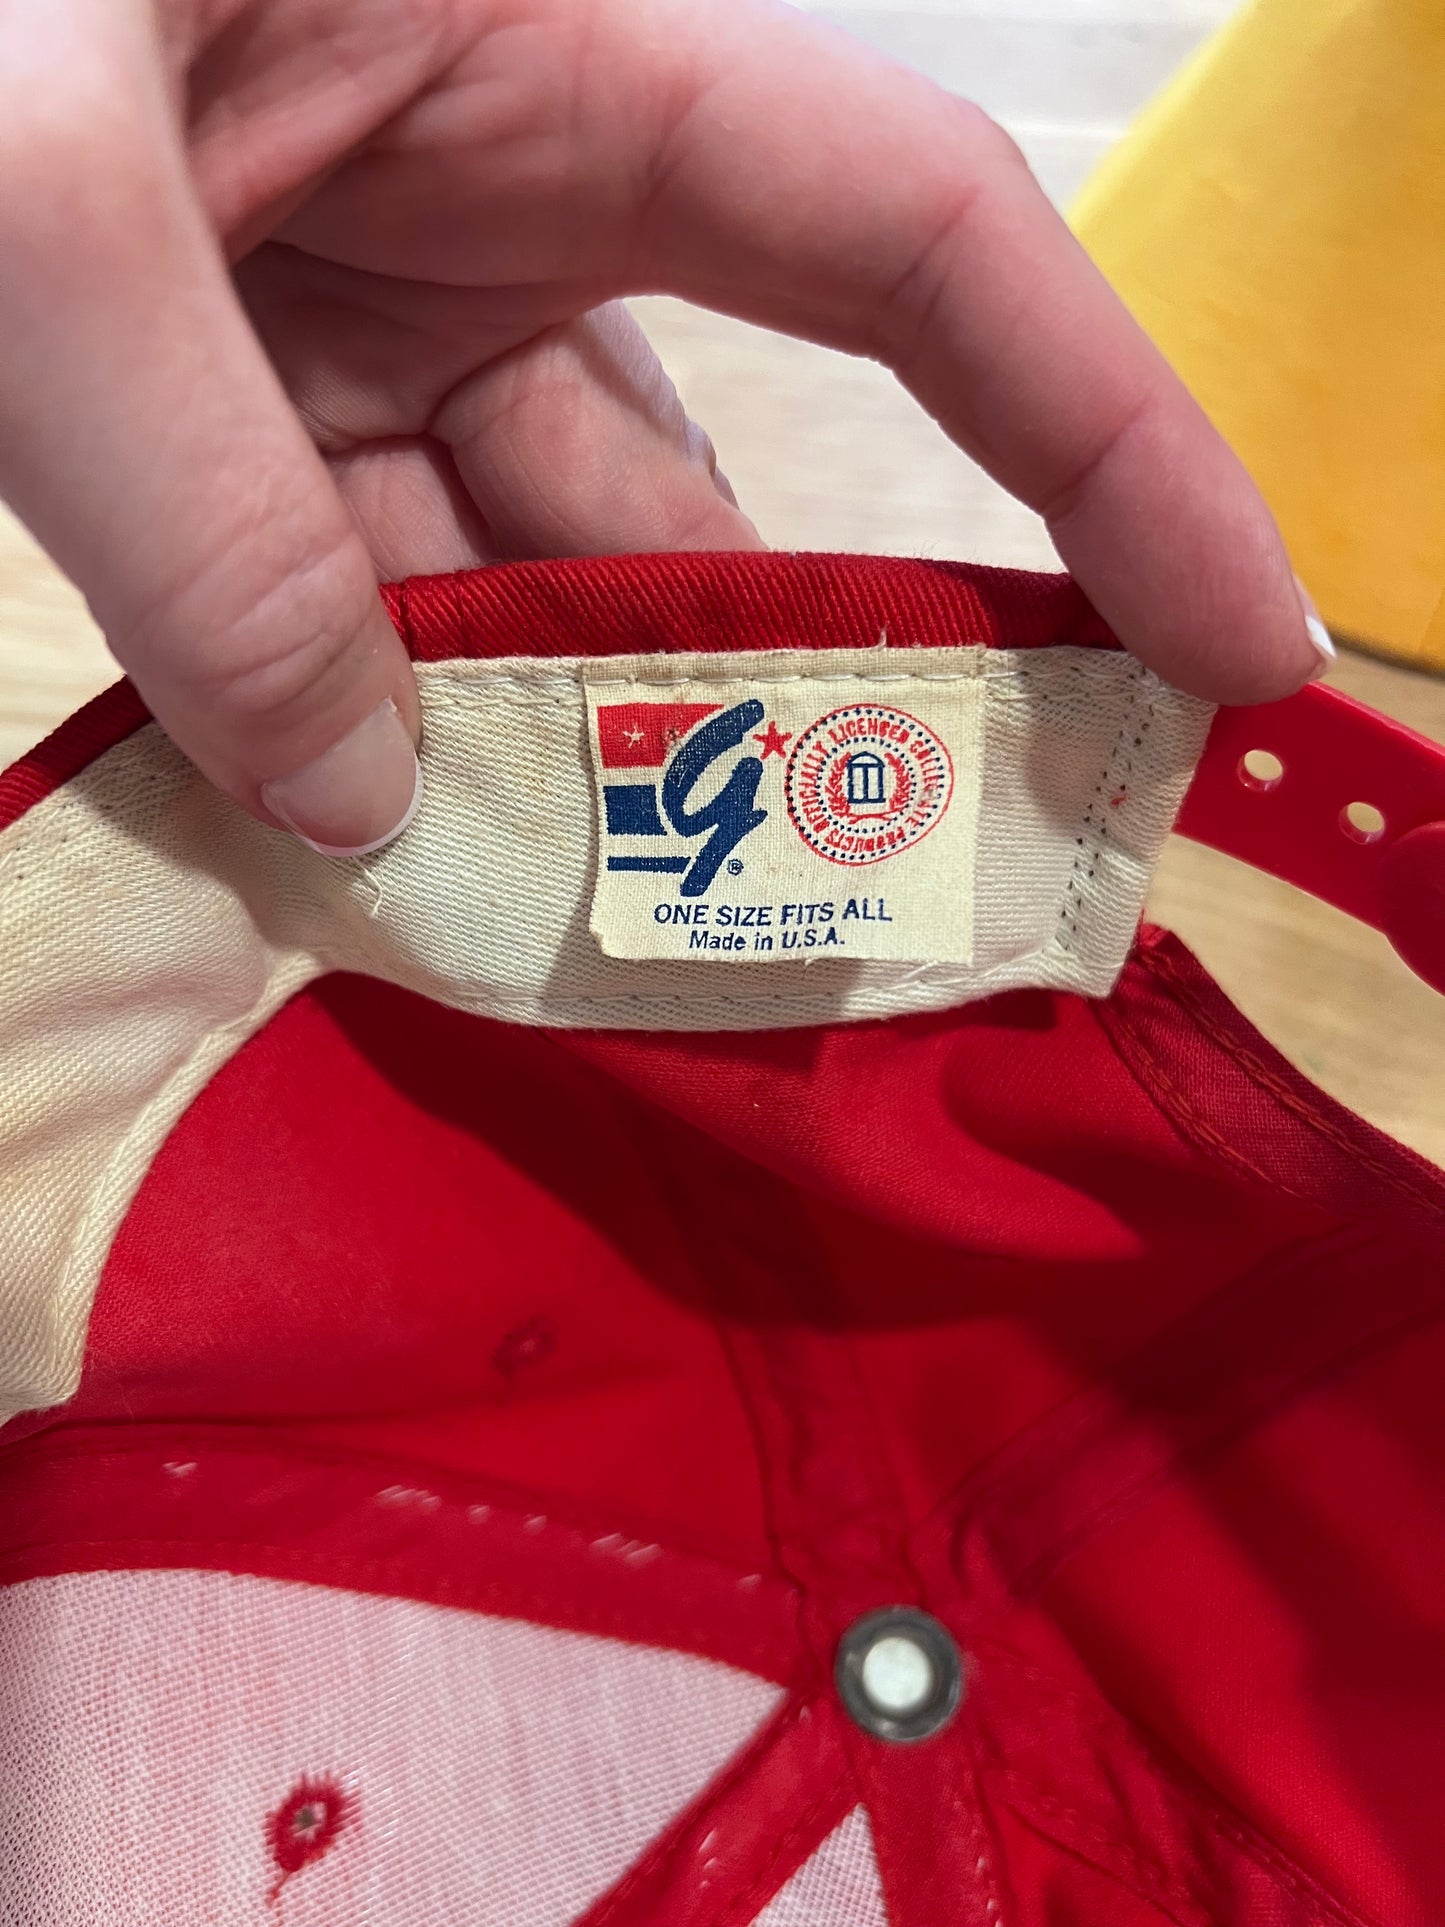 G ®
OFFICIALLY LICENSED COLLEGIATE PRODUCTS
ONE SIZE FITS ALL
Made in U.S.A.